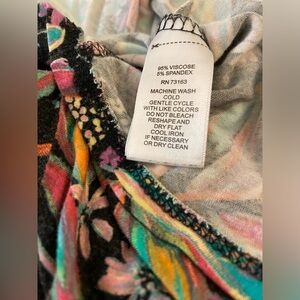 95% VISCOSE
5% SPANDEX
RN 73163
MACHINE WASH
COLD
GENTLE CYCLE
WITH LIKE COLORS
DO NOT BLEACH
RESHAPE AND
DRY FLAT
COOL IRON
IF NECESSARY
OR DRY CLEAN